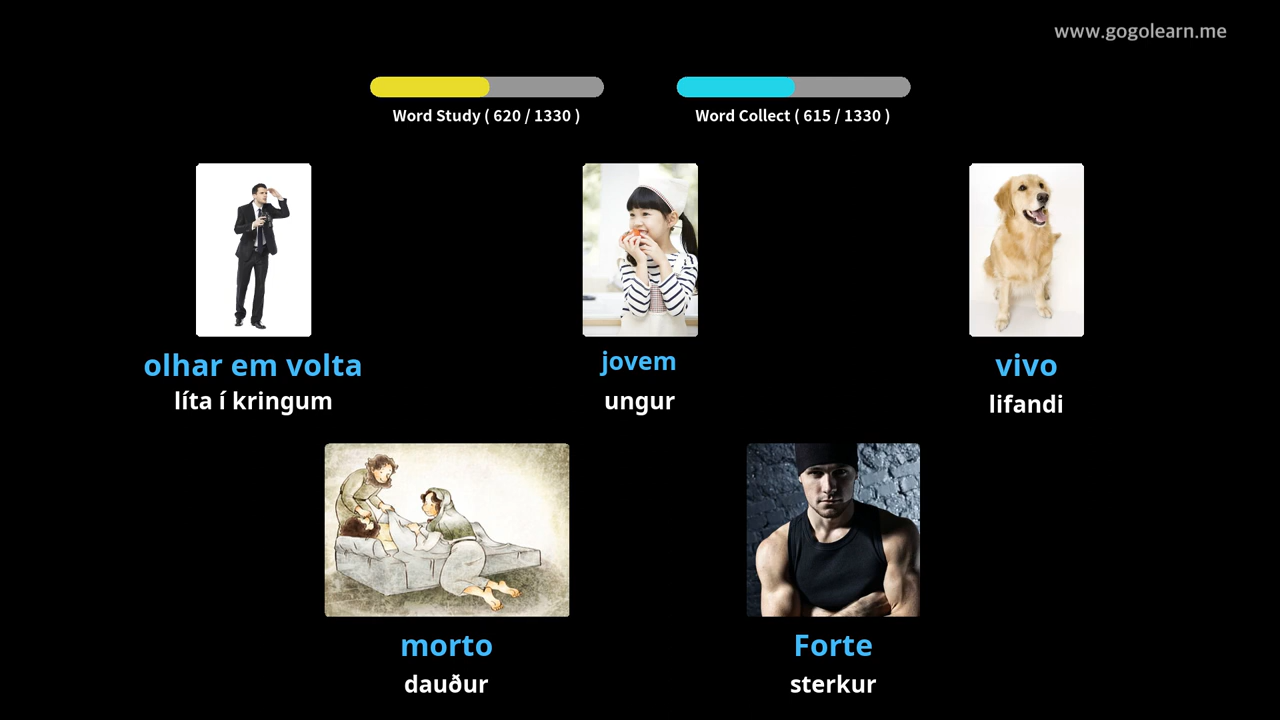 www.gogolearn.me
Word Study ( 620 / 1330 )
Word Collect ( 615 / 1330 )
olhar em volta
líta í kringum
jovem
ungur
vivo
lifandi
morto
dauður
Forte
sterkur